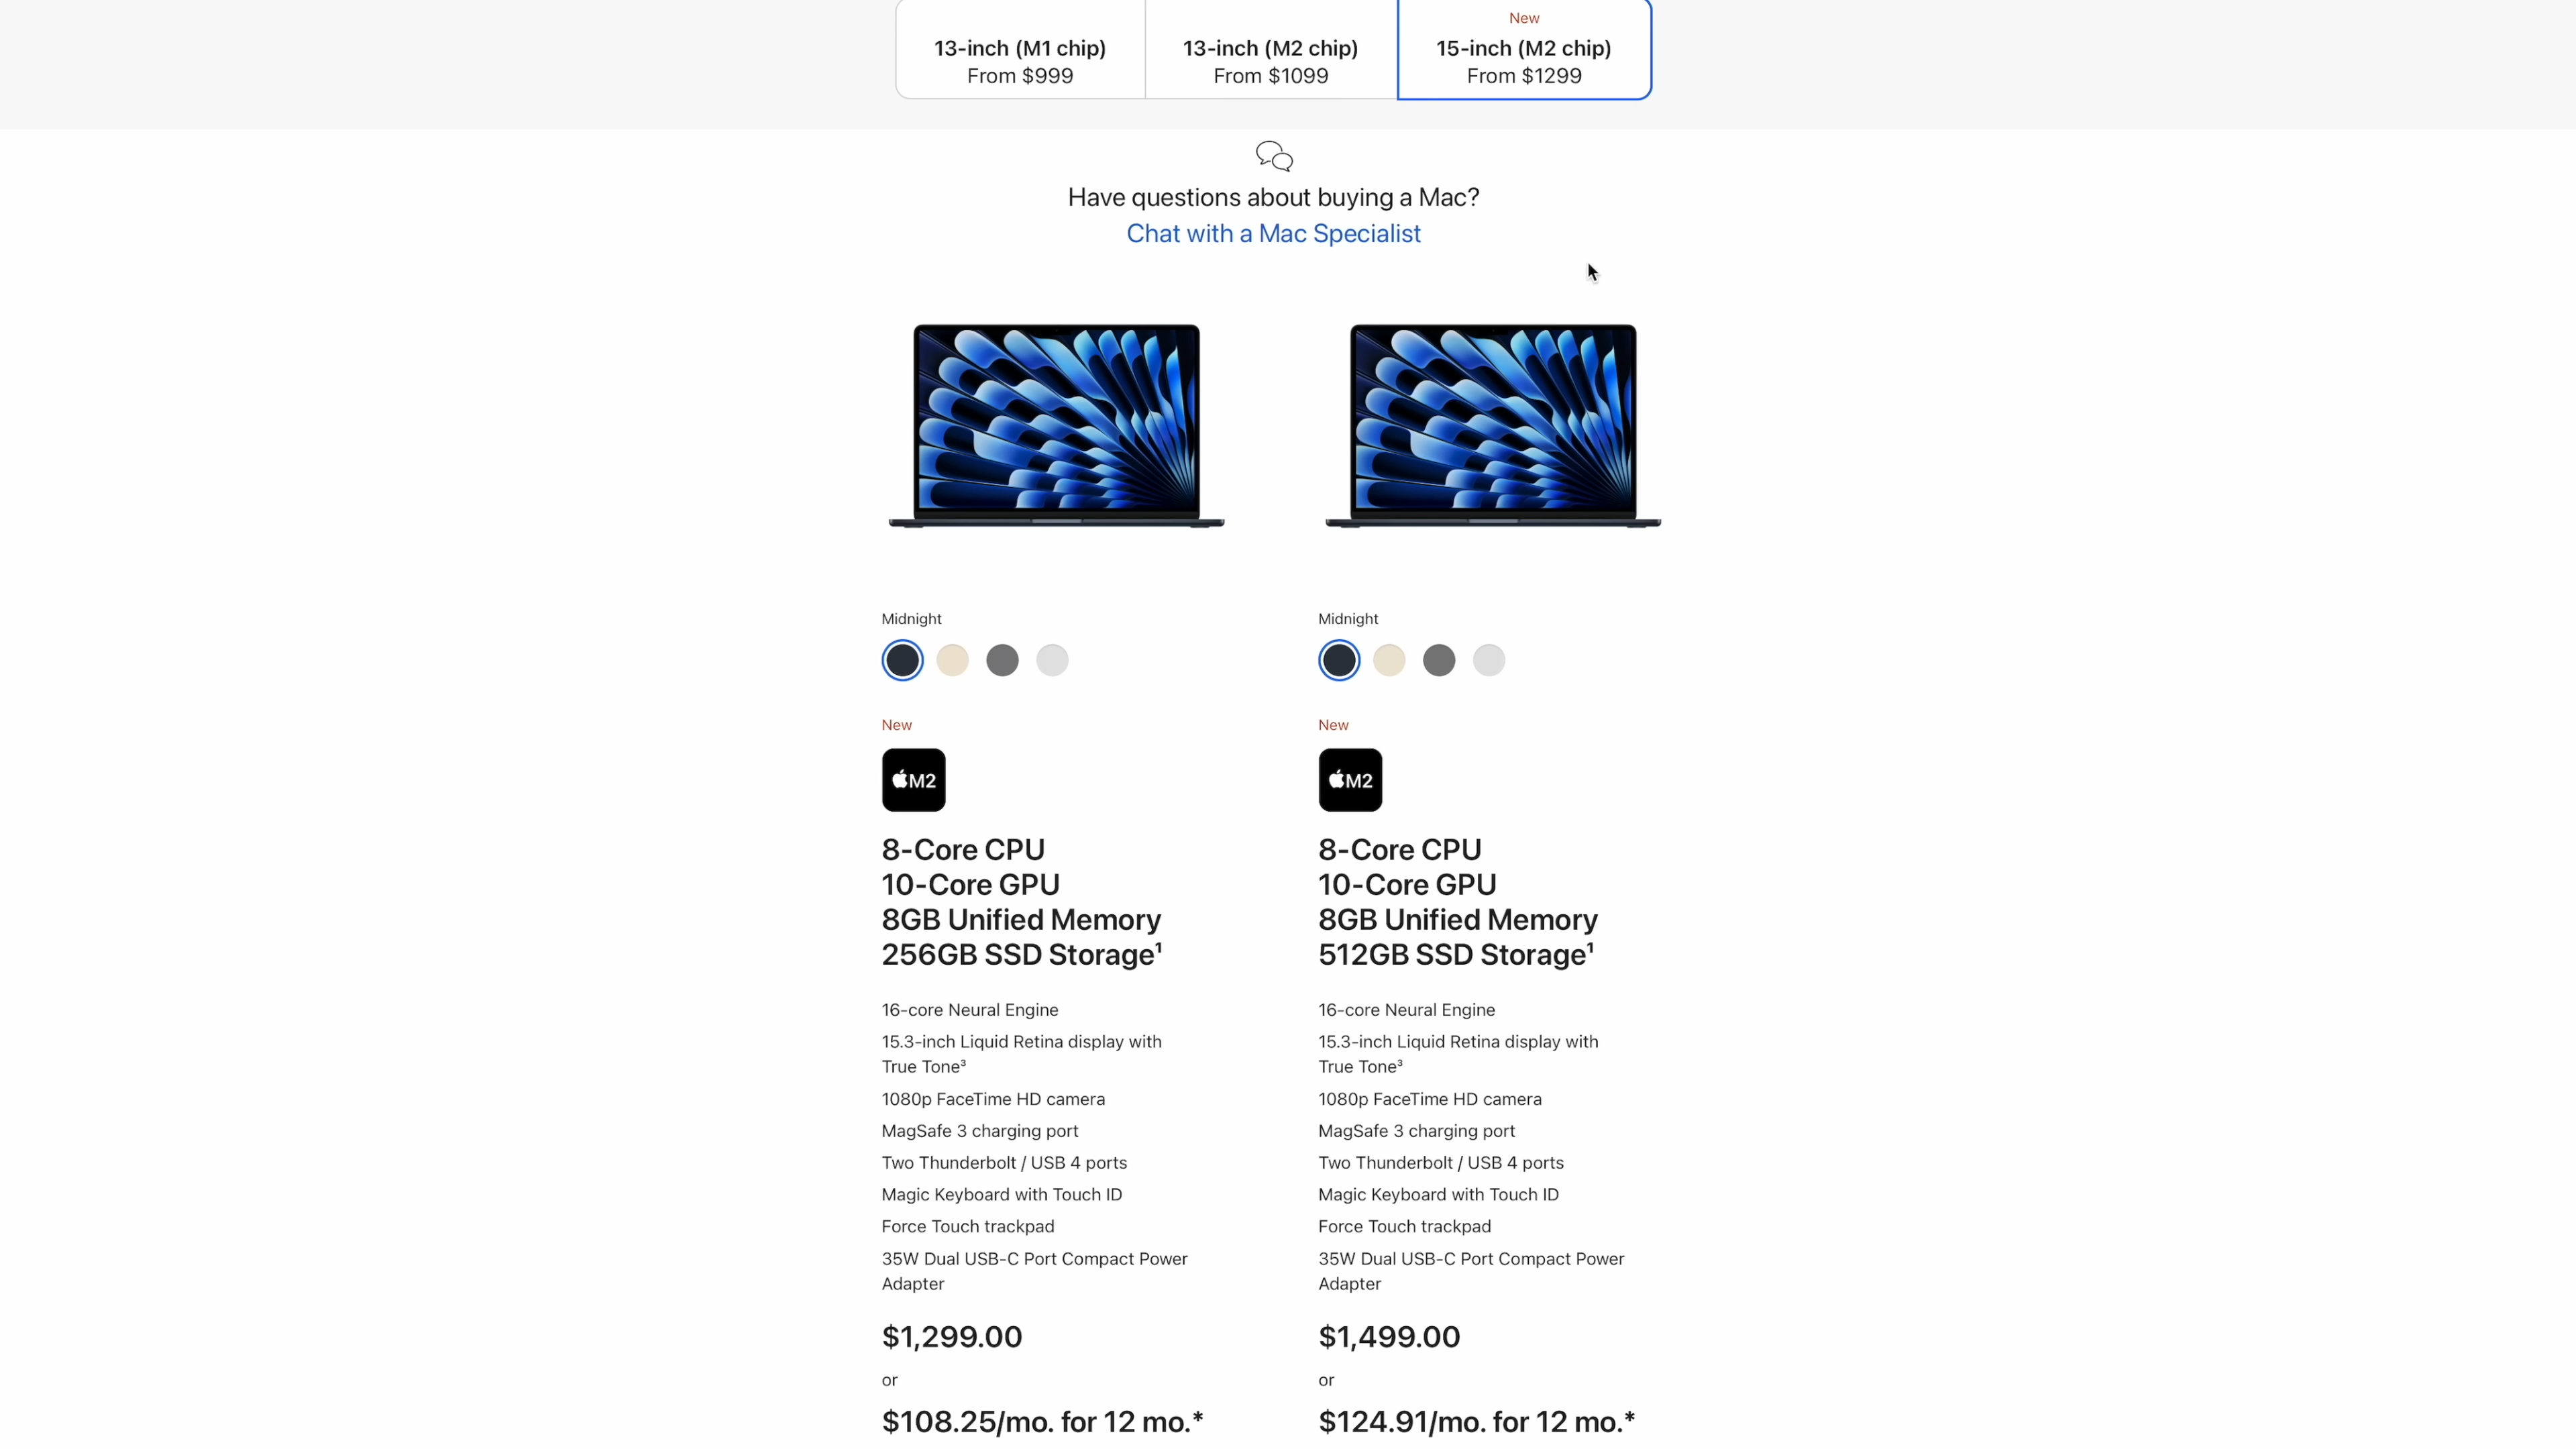 New
13-inch (M1 chip)
From $999
13-inch (M2 chip)
From $1099
15-inch (M2 chip)
From $1299
Have questions about buying a Mac?
Chat with a Mac Specialist
Midnight
New
M2
8-Core CPU
10-Core GPU
8GB Unified Memory
256GB SSD Storage¹
16-core Neural Engine
15.3-inch Liquid Retina display with
True Tone³
1080p FaceTime HD camera
MagSafe 3 charging port
Two Thunderbolt / USB 4 ports
Magic Keyboard with Touch ID
Force Touch trackpad
35W Dual USB-C Port Compact Power
Adapter
$1,299.00
or
$108.25/mo. for 12 mo.*
Midnight
New
M2
8-Core CPU
10-Core GPU
8GB Unified Memory
512GB SSD Storage¹
16-core Neural Engine
15.3-inch Liquid Retina display with
True Tone³
1080p FaceTime HD camera
MagSafe 3 charging port
Two Thunderbolt / USB 4 ports
Magic Keyboard with Touch ID
Force Touch trackpad
35W Dual USB-C Port Compact Power
Adapter
$1,499.00
or
$124.91/mo. for 12 mo.*